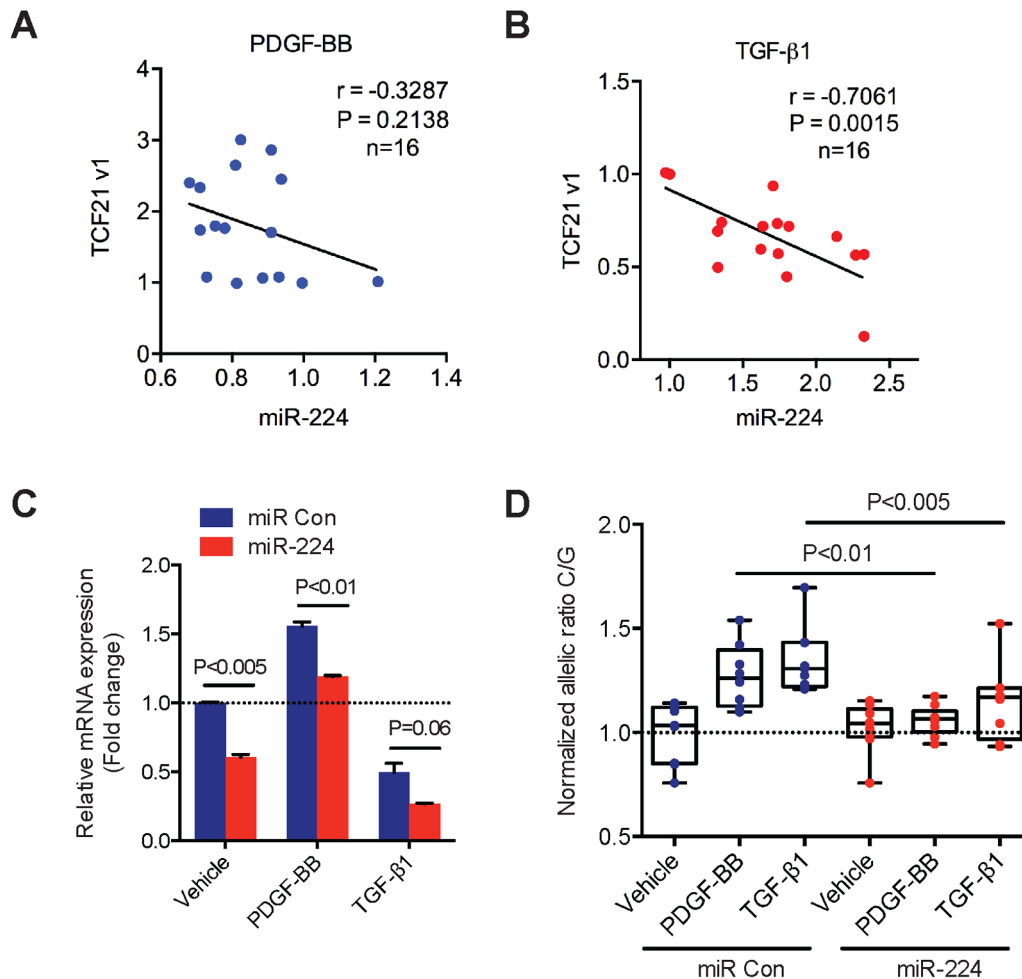 A
PDGF-BB
r = -0.3287
P = 0.2138
n=16
TCF21 v1
4
3
2
1
0
0.6 0.8 1.0 1.2 1.4
miR-224
B
TGF-β1
r = -0.7061
P = 0.0015
n=16
TCF21 v1
1.5
1.0
0.5
0.0
1.0 1.5 2.0 2.5
miR-224
C
miR Con
miR-224
Relative mRNA expression
(Fold change)
2.0
1.5
1.0
0.5
0.0
P<0.005
P<0.01
P=0.06
Vehicle
PDGF-BB
TGF-β1
D
P<0.005
P<0.01
Normalized allelic ratio C/G
2.0
1.5
1.0
0.5
Vehicle
PDGF-BB
TGF-β1
Vehicle
PDGF-BB
TGF-β1
miR Con
miR-224